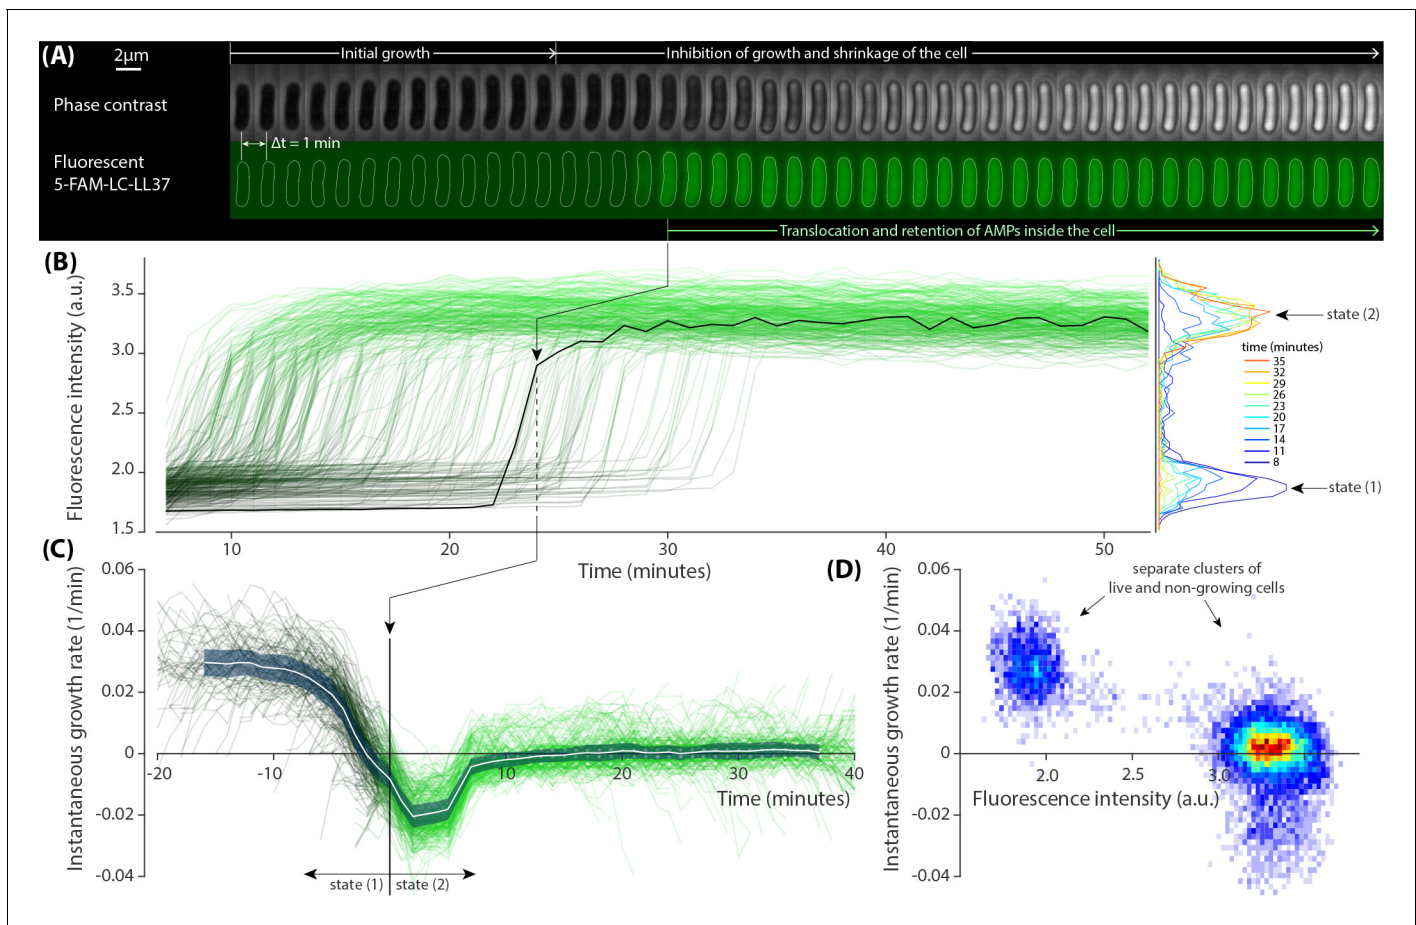 (A)
2μm
Initial growth
Inhibition of growth and shrinkage of the cell
Phase contrast
Δt = 1 min
Fluorescent
5-FAM-LC-LL37
Translocation and retention of AMPs inside the cell
(B)
Fluorescence intensity (a.u.)
3.5
3.0
2.5
2.0
1.5
10
20
30
40
50
Time (minutes)
state (2)
time (minutes)
35
32
29
26
23
20
17
14
11
8
state (1)
(C)
Instantaneous growth rate (1/min)
0.06
0.04
0.02
0
-0.02
-0.04
-20
-10
10
20
30
40
Time (minutes)
state (1)
state (2)
(D)
Instantaneous growth rate (1/min)
0.06
0.04
0.02
0
-0.02
-0.04
separate clusters of
live and non-growing cells
2.0
2.5
3.0
Fluorescence intensity (a.u.)